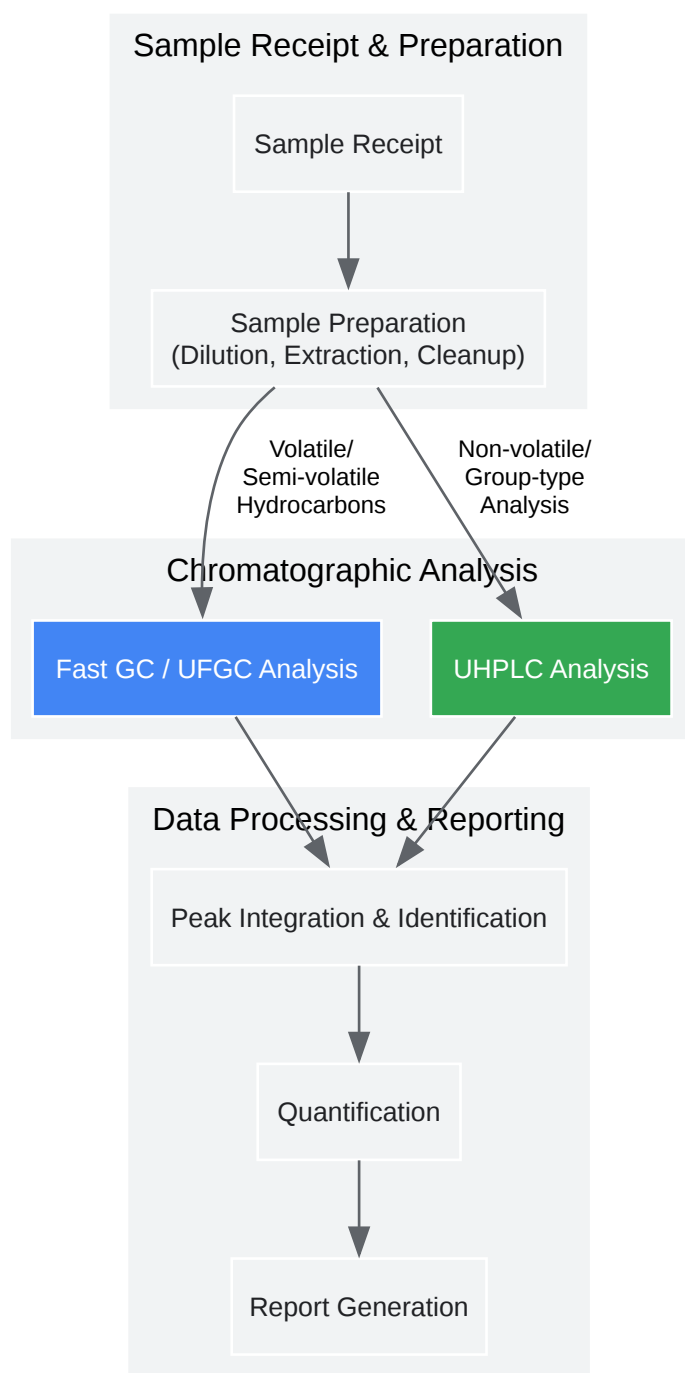 Sample Receipt & Preparation
Sample Receipt
Sample Preparation
(Dilution, Extraction, Cleanup)
Volatile/
Semi-volatile
Hydrocarbons
Non-volatile/
Group-type
Analysis
Chromatographic Analysis
Fast GC / UFGC Analysis
UHPLC Analysis
Data Processing & Reporting
Peak Integration & Identification
Quantification
Report Generation